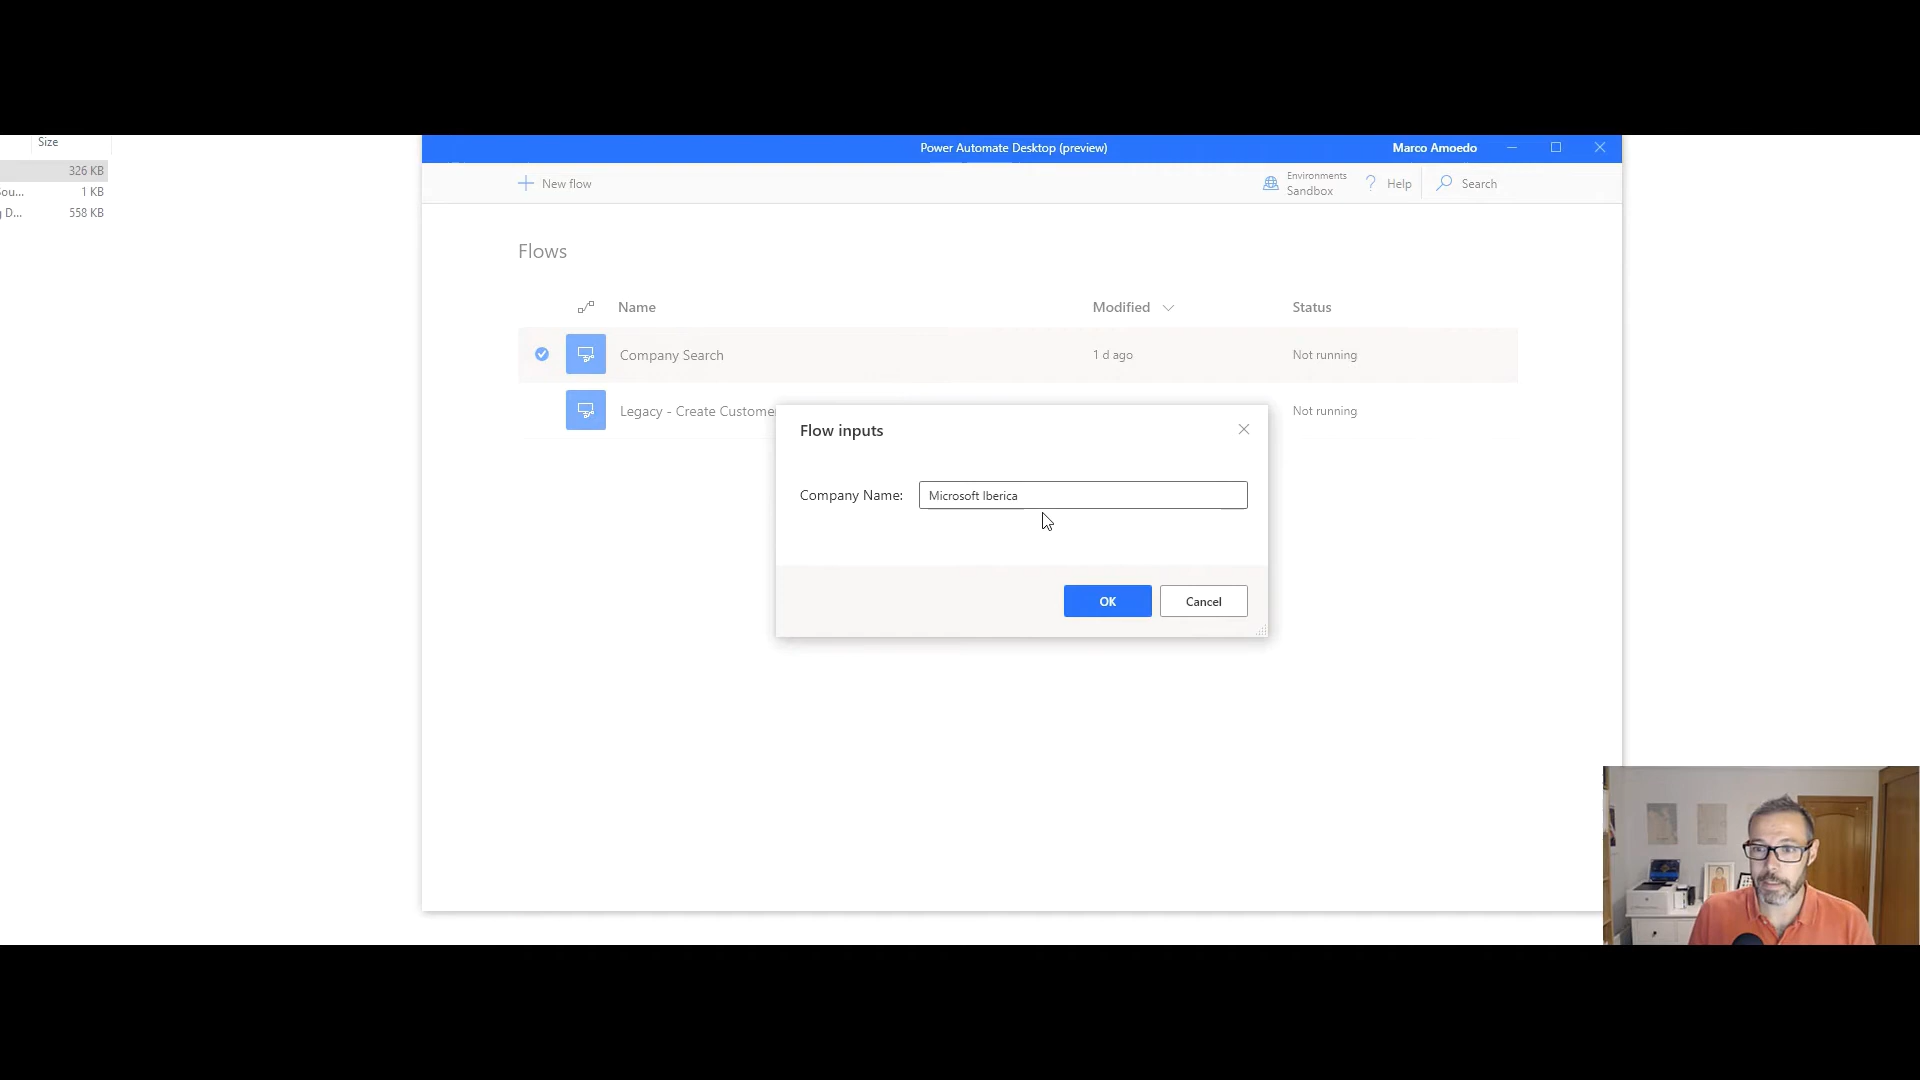 Size
326 KB
Sou... 1 KB
g D... 558 KB
Power Automate Desktop (preview) Marco Amoedo
New flow Environments Sandbox Help Search
Flows
Name Modified Status
Company Search 1 d ago Not running
Legacy - Create Custome Not running
Flow inputs
Company Name: Microsoft Iberica
OK Cancel